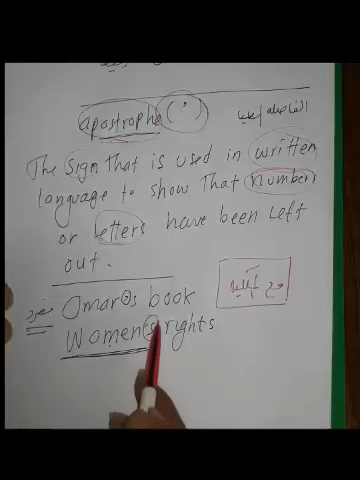 apostrophe (')
الفاصلة العليا
The Sign That is used in written
language to show That numbers
or letters have been left
out.
Omar's book
مفرد
Women's rights